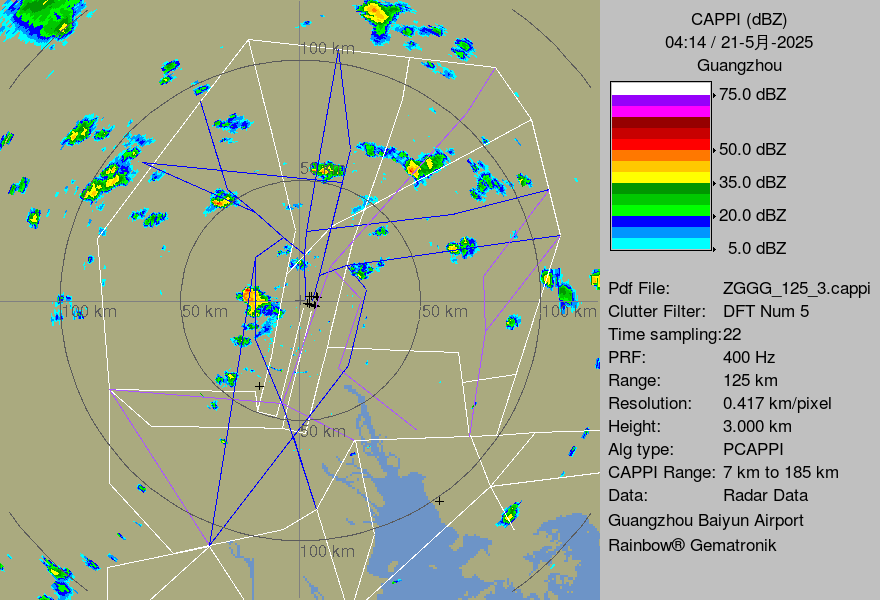 CAPPI (dBZ)
04:14 / 21-5月-2025
Guangzhou
75.0 dBZ
50.0 dBZ
35.0 dBZ
20.0 dBZ
5.0 dBZ
Pdf File: ZGGG_125_3.cappi
Clutter Filter: DFT Num 5
Time sampling:22
PRF: 400 Hz
Range: 125 km
Resolution: 0.417 km/pixel
Height: 3.000 km
Alg type: PCAPPI
CAPPI Range: 7 km to 185 km
Data: Radar Data
Guangzhou Baiyun Airport
Rainbow® Gematronik
100 km
50 km
100 km
50 km
50 km
100 km
50 km
100 km